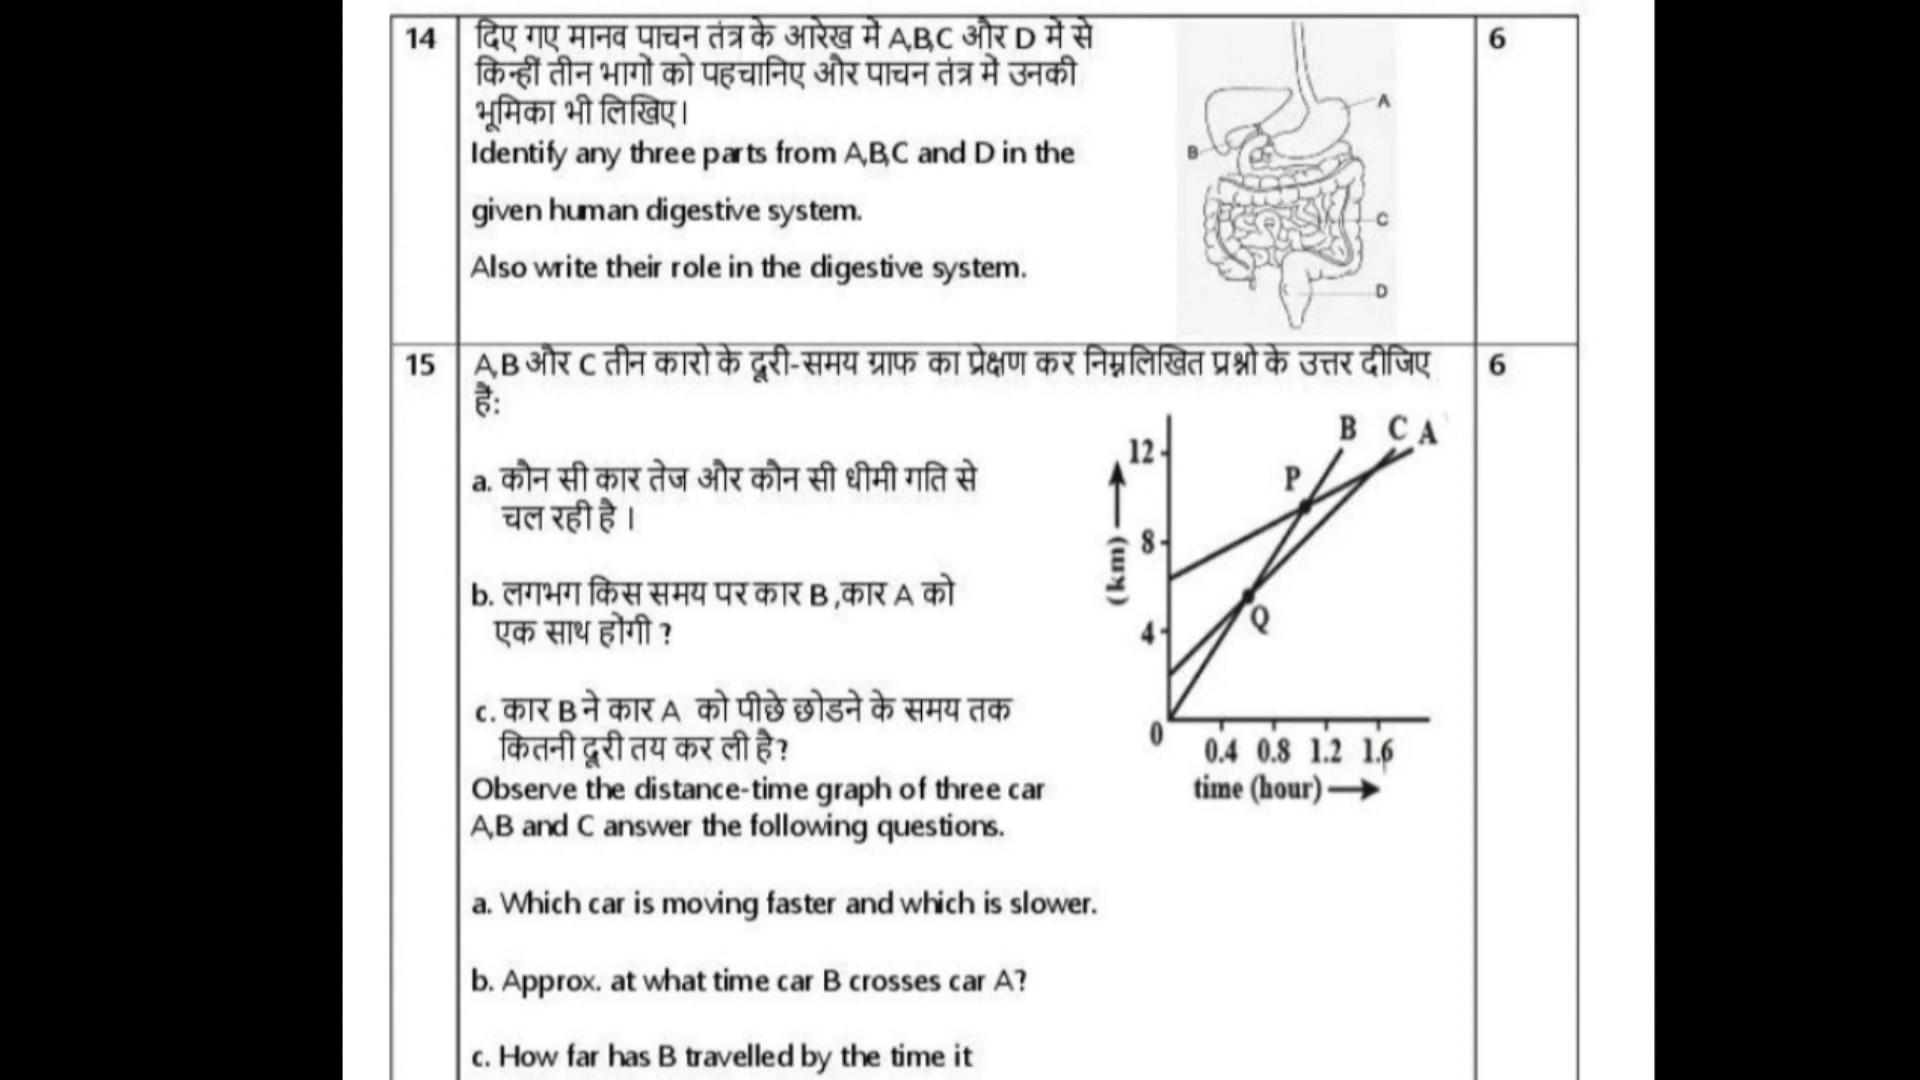 14
दिए गए मानव पाचन तंत्र के आरेख में A,B,C और D में से
किन्हीं तीन भागों को पहचानिए और पाचन तंत्र में उनकी
भूमिका भी लिखिए।
Identify any three parts from A,B,C and D in the
given human digestive system.
Also write their role in the digestive system.
A
B
C
D
6
15
A,B और C तीन कारो के दूरी-समय ग्राफ का प्रेक्षण कर निम्नलिखित प्रश्नो के उत्तर दीजिए
है:
6
a. कौन सी कार तेज और कौन सी धीमी गति से
चल रही है ।
b. लगभग किस समय पर कार B ,कार A को
एक साथ होगी ?
c. कार B ने कार A को पीछे छोडने के समय तक
कितनी दूरी तय कर ली है?
B C A
12
P
8
(km)
Q
4
0
0.4 0.8 1.2 1.6
time (hour)
Observe the distance-time graph of three car
A,B and C answer the following questions.
a. Which car is moving faster and which is slower.
b. Approx. at what time car B crosses car A?
c. How far has B travelled by the time it